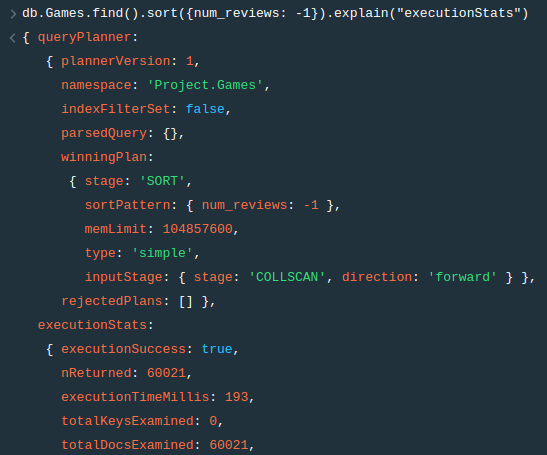 > db.Games.find().sort({num_reviews: -1}).explain("executionStats")
< { queryPlanner:
{ plannerVersion: 1,
namespace: 'Project.Games',
indexFilterSet: false,
parsedQuery: {},
winningPlan:
{ stage: 'SORT',
sortPattern: { num_reviews: -1 },
memLimit: 104857600,
type: 'simple',
inputStage: { stage: 'COLLSCAN', direction: 'forward' } },
rejectedPlans: [] },
executionStats:
{ executionSuccess: true,
nReturned: 60021,
executionTimeMillis: 193,
totalKeysExamined: 0,
totalDocsExamined: 60021,